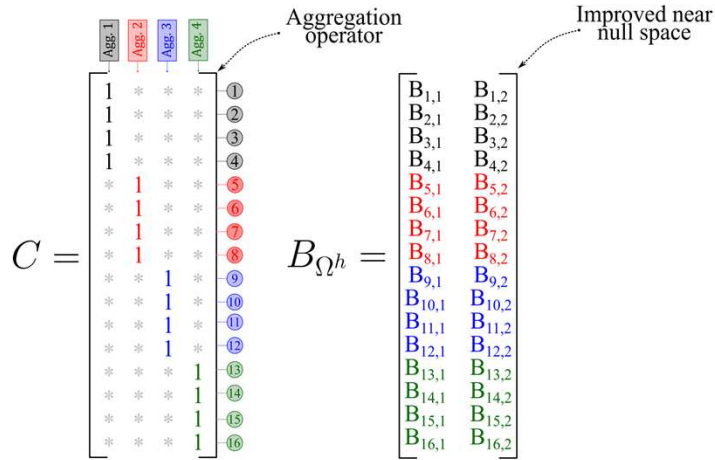 Agg. 1 Agg. 2 Agg. 3 Agg. 4
Aggregation
operator
Improved near
null space
C =
1 * * * 1
1 * * * 2
1 * * * 3
1 * * * 4
* 1 * * 5
* 1 * * 6
* 1 * * 7
* 1 * * 8
* * 1 * 9
* * 1 * 10
* * 1 * 11
* * 1 * 12
* * * 1 13
* * * 1 14
* * * 1 15
* * * 1 16
B_Ω^h =
B1,1 B1,2
B2,1 B2,2
B3,1 B3,2
B4,1 B4,2
B5,1 B5,2
B6,1 B6,2
B7,1 B7,2
B8,1 B8,2
B9,1 B9,2
B10,1 B10,2
B11,1 B11,2
B12,1 B12,2
B13,1 B13,2
B14,1 B14,2
B15,1 B15,2
B16,1 B16,2